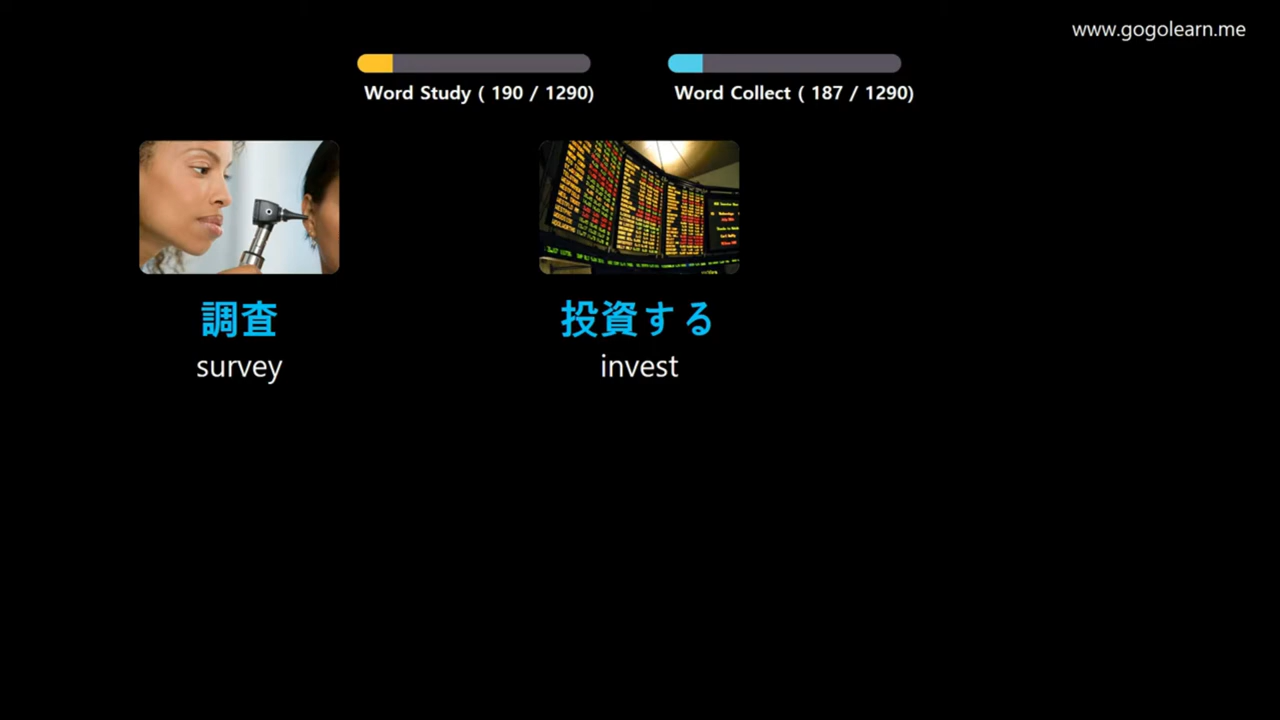 www.gogolearn.me
Word Study ( 190 / 1290)
Word Collect ( 187 / 1290)
調査
survey
投資する
invest